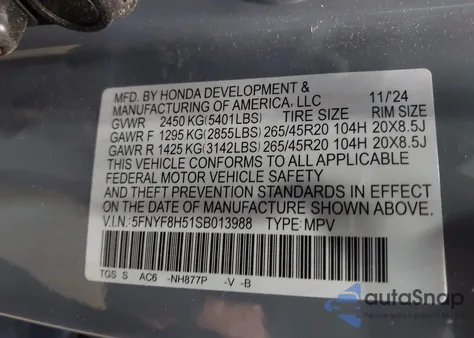 MFD. BY HONDA DEVELOPMENT &
MANUFACTURING OF AMERICA, LLC 11/24
GVWR 2450 KG(5401LBS) TIRE SIZE RIM SIZE
GAWR F 1295 KG(2855LBS) 265/45R20 104H 20X8.5J
GAWR R 1425 KG(3142LBS) 265/45R20 104H 20X8.5J
THIS VEHICLE CONFORMS TO ALL APPLICABLE
FEDERAL MOTOR VEHICLE SAFETY
AND THEFT PREVENTION STANDARDS IN EFFECT
ON THE DATE OF MANUFACTURE SHOWN ABOVE.
V.I.N.: 5FNYF8H51SB013988 TYPE: MPV
TGS S AC6 -NH877P -V -B
autoSnap